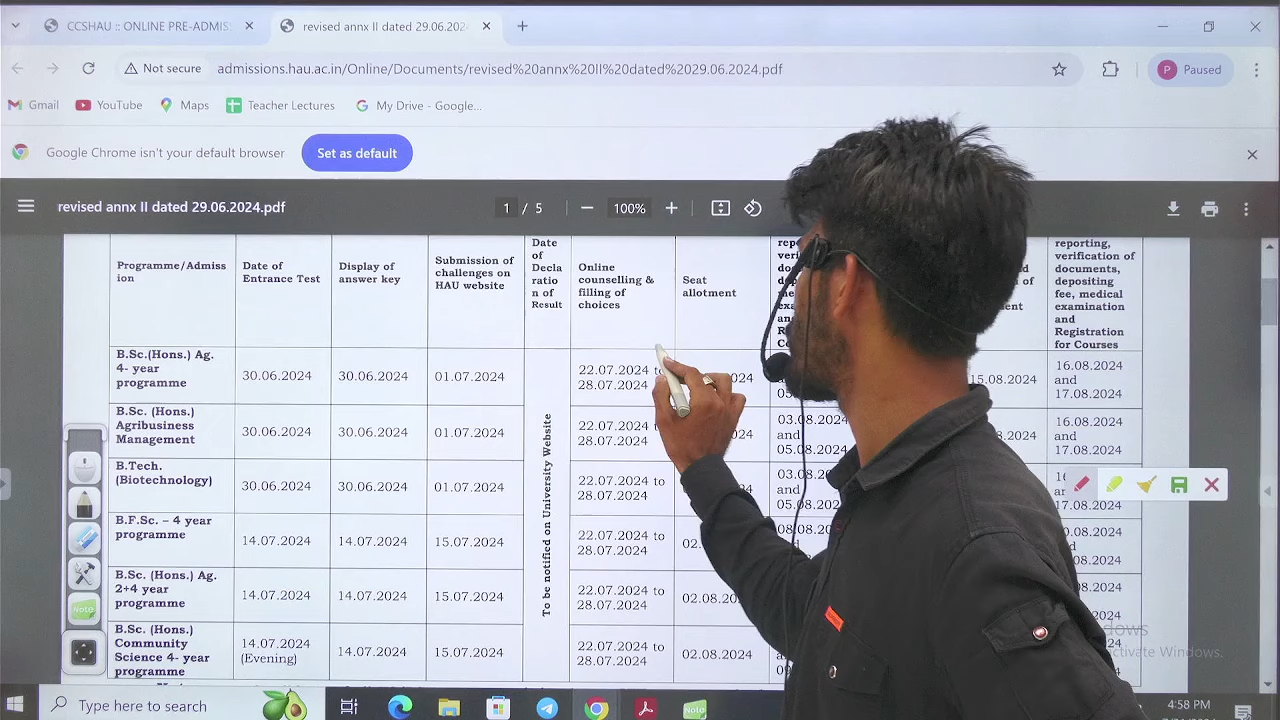 CCSHAU :: ONLINE PRE-ADMIS
revised annx II dated 29.06.202
Not secure
admissions.hau.ac.in/Online/Documents/revised%20annx%20II%20dated%2029.06.2024.pdf
P Paused
Gmail
YouTube
Maps
Teacher Lectures
My Drive - Google...
Google Chrome isn't your default browser
Set as default
revised annx II dated 29.06.2024.pdf
1 / 5
100%
Programme/Admiss
ion
Date of
Entrance Test
Display of
answer key
Submission of
challenges on
HAU website
Date
of
Decla
ratio
n of
Result
Online
counselling &
filling of
choices
Seat
allotment
reporting,
verification of
documents,
depositing
fee, medical
examination
and
Registration
for Courses
B.Sc.(Hons.) Ag.
4- year
programme
30.06.2024
30.06.2024
01.07.2024
22.07.2024 to
28.07.2024
15.08.2024
16.08.2024
and
17.08.2024
B.Sc. (Hons.)
Agribusiness
Management
30.06.2024
30.06.2024
01.07.2024
22.07.2024 to
28.07.2024
03.08.2024
and
05.08.2024
16.08.2024
and
17.08.2024
B.Tech.
(Biotechnology)
30.06.2024
30.06.2024
01.07.2024
22.07.2024 to
28.07.2024
17.08.2024
B.F.Sc. – 4 year
programme
14.07.2024
14.07.2024
15.07.2024
22.07.2024 to
28.07.2024
B.Sc. (Hons.) Ag.
2+4 year
programme
14.07.2024
14.07.2024
15.07.2024
22.07.2024 to
28.07.2024
B.Sc. (Hons.)
Community
Science 4- year
programme
14.07.2024
(Evening)
14.07.2024
15.07.2024
22.07.2024 to
28.07.2024
02.08.2024
To be notified on University Website
Note
Type here to search
Note
4:58 PM